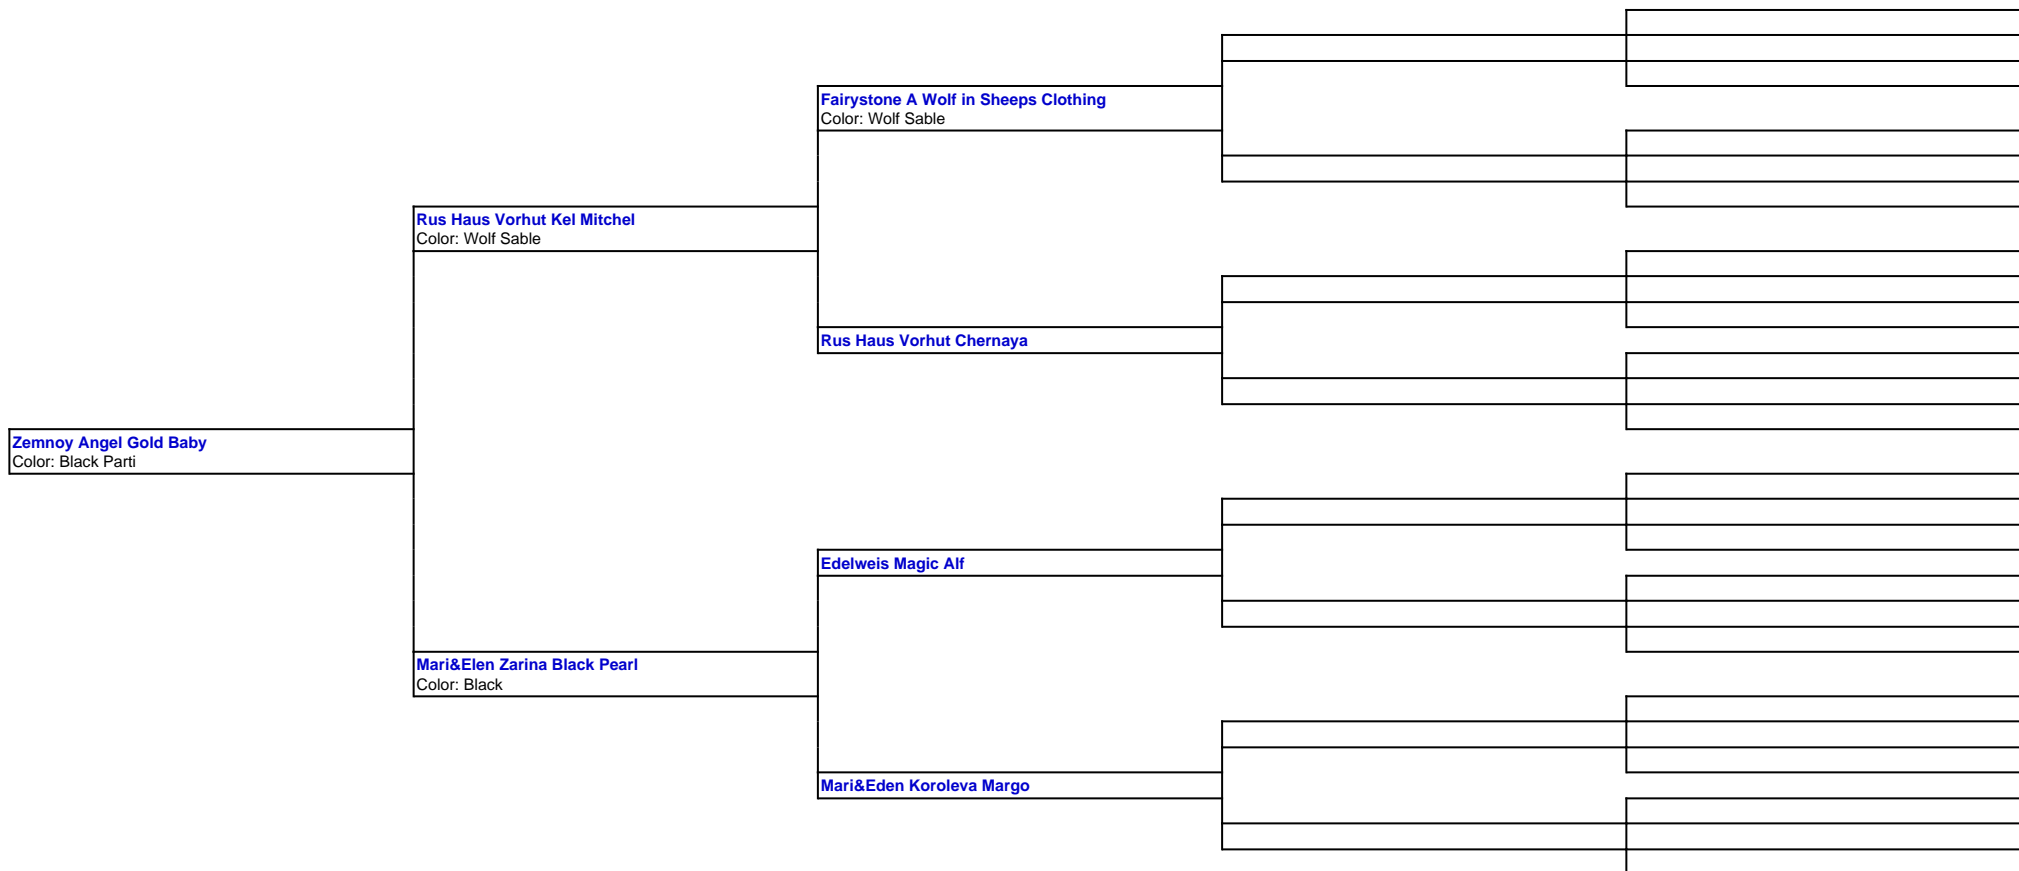 Fairystone A Wolf in Sheeps Clothing
Color: Wolf Sable
Rus Haus Vorhut Kel Mitchel
Color: Wolf Sable
Rus Haus Vorhut Chernaya
Zemnoy Angel Gold Baby
Color: Black Parti
Edelweis Magic Alf
Mari&Elen Zarina Black Pearl
Color: Black
Mari&Eden Koroleva Margo